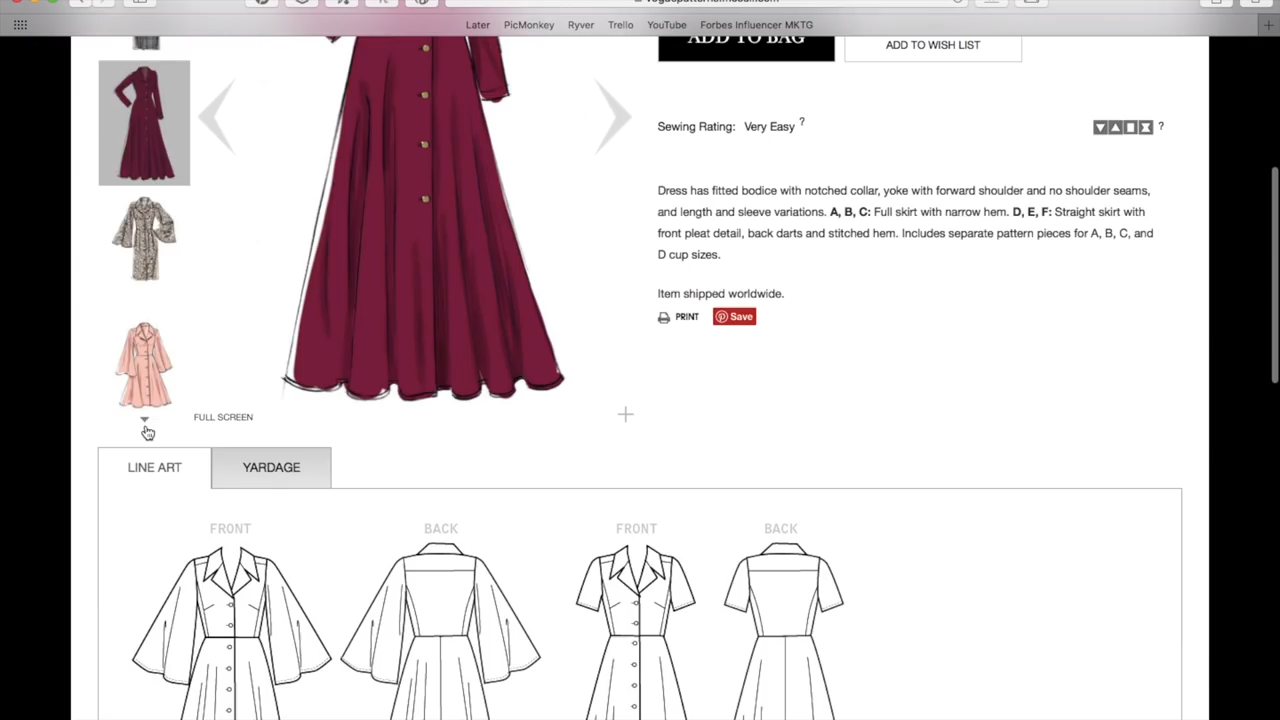 Later PicMonkey Ryver Trello YouTube Forbes Influencer MKTG
ADD TO BAG
ADD TO WISH LIST
Sewing Rating: Very Easy ?
?
Dress has fitted bodice with notched collar, yoke with forward shoulder and no shoulder seams,
and length and sleeve variations. A, B, C: Full skirt with narrow hem. D, E, F: Straight skirt with
front pleat detail, back darts and stitched hem. Includes separate pattern pieces for A, B, C, and
D cup sizes.
Item shipped worldwide.
PRINT Save
FULL SCREEN
LINE ART YARDAGE
FRONT BACK FRONT BACK